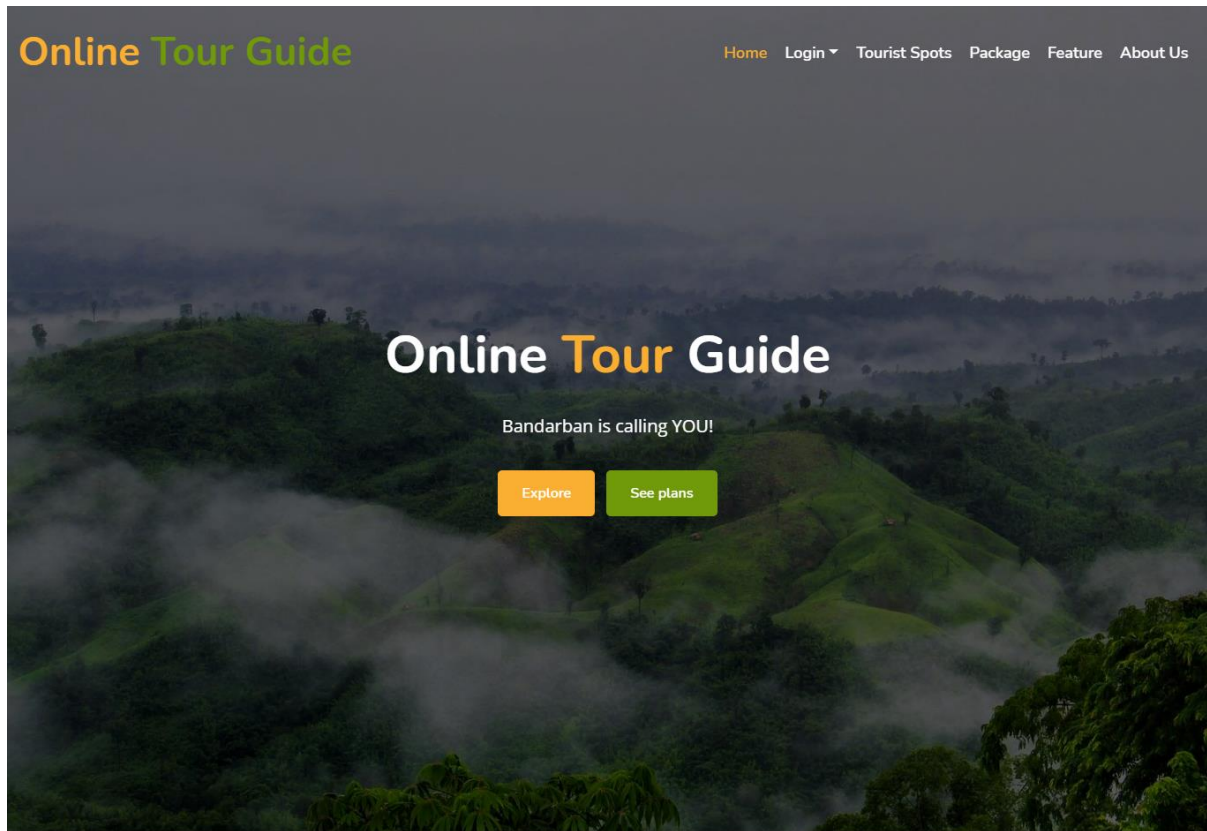 Online Tour Guide
Home Login Tourist Spots Package Feature About Us
Online Tour Guide
Bandarban is calling YOU!
Explore See plans